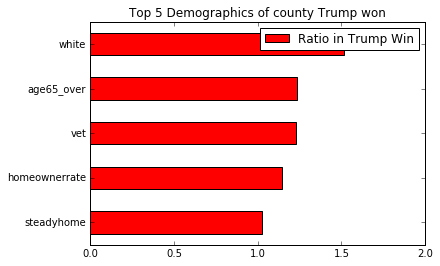 Top 5 Demographics of county Trump won
Ratio in Trump Win
white
age65_over
vet
homeownerrate
steadyhome
0.0 0.5 1.0 1.5 2.0